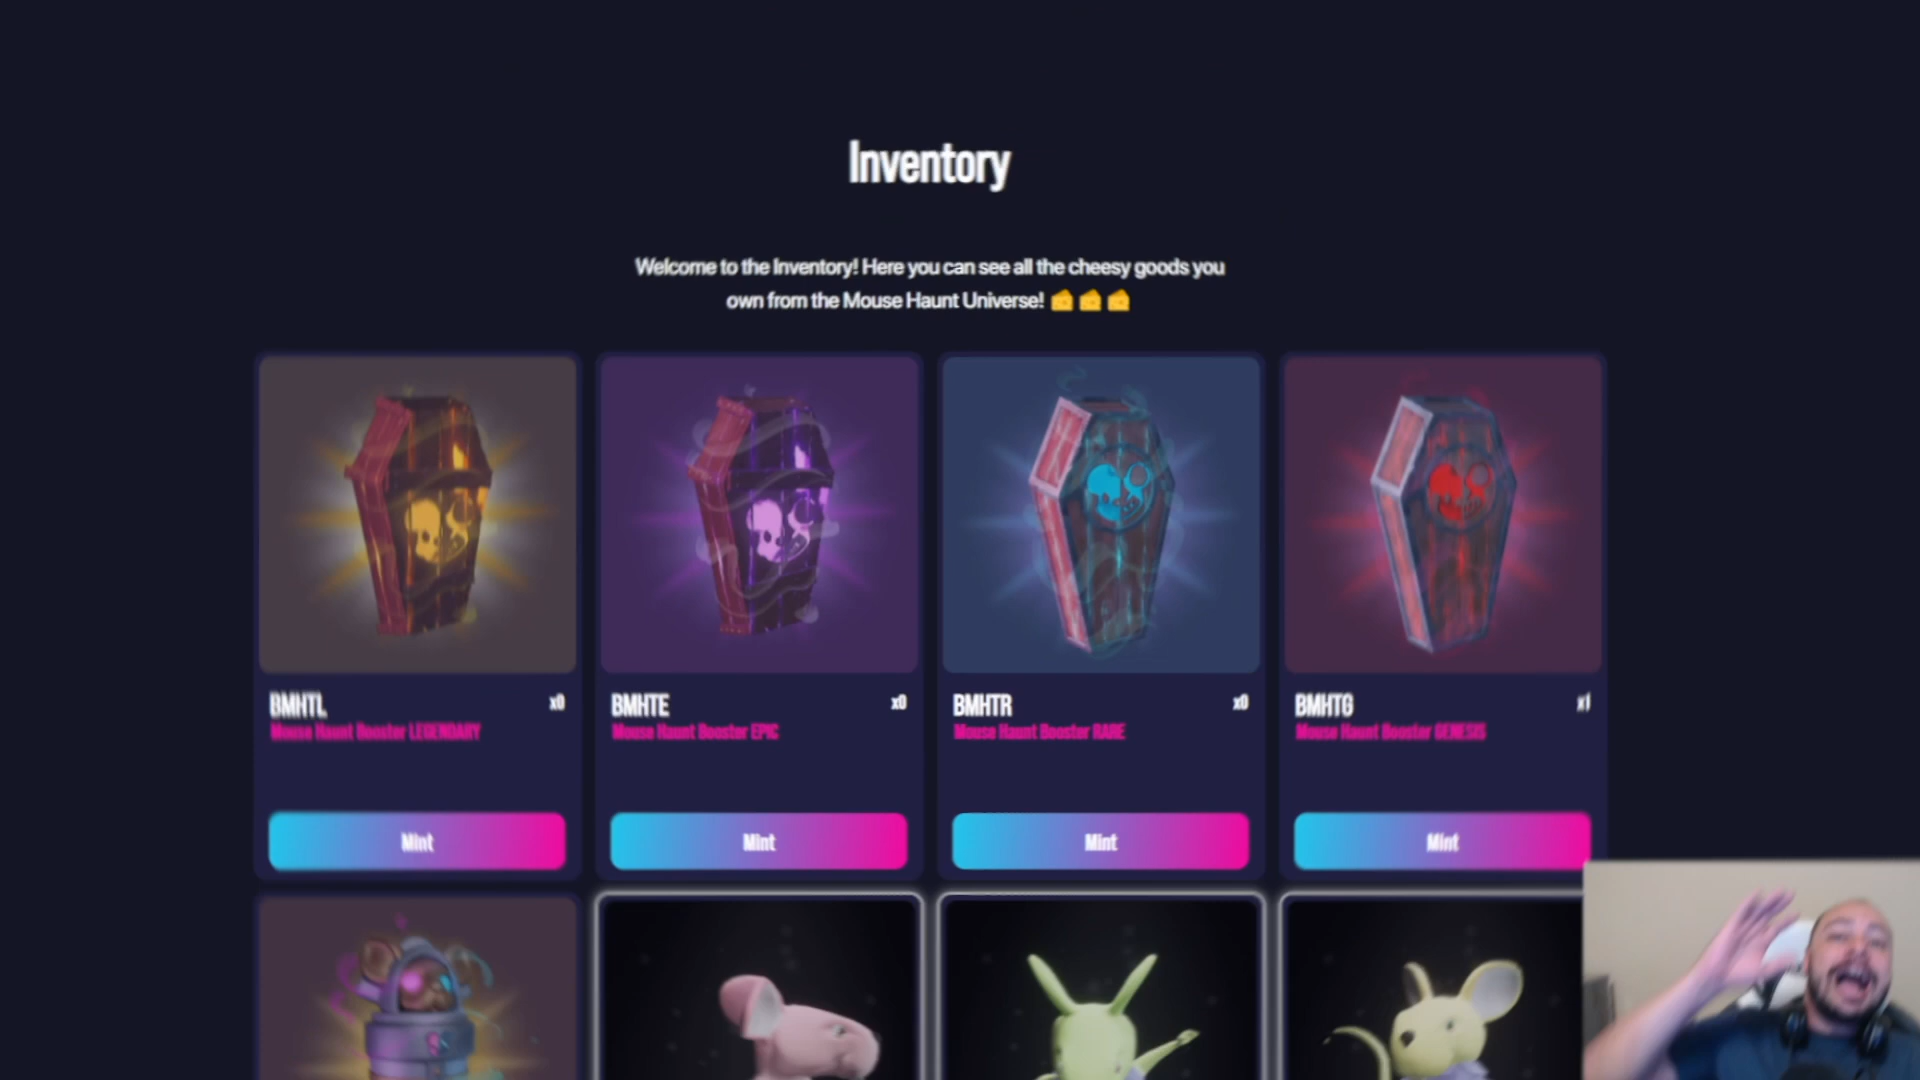 Inventory
Welcome to the Inventory! Here you can see all the cheesy goods you
own from the Mouse Haunt Universe!
BMHTL x0
Mouse Haunt Booster LEGENDARY
BMHTE x0
Mouse Haunt Booster EPIC
BMHTR x0
Mouse Haunt Booster RARE
BMHTG x1
Mouse Haunt Booster GENESIS
Mint
Mint
Mint
Mint